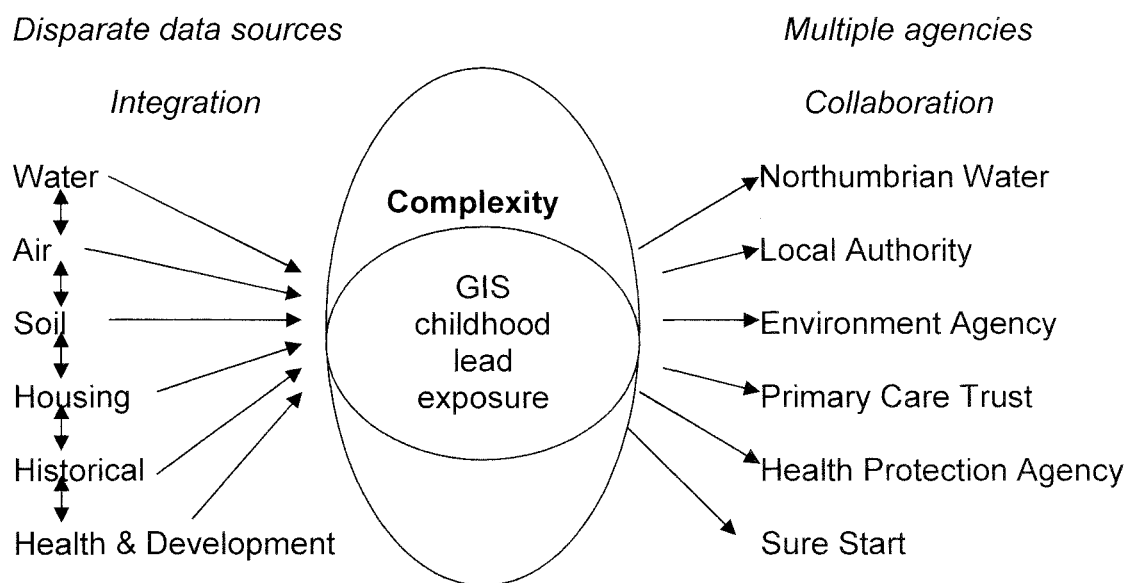 Disparate data sources
Multiple agencies
Integration
Collaboration
Water
Air
Soil
Housing
Historical
Health & Development
Complexity
GIS
childhood
lead
exposure
Northumbrian Water
Local Authority
Environment Agency
Primary Care Trust
Health Protection Agency
Sure Start